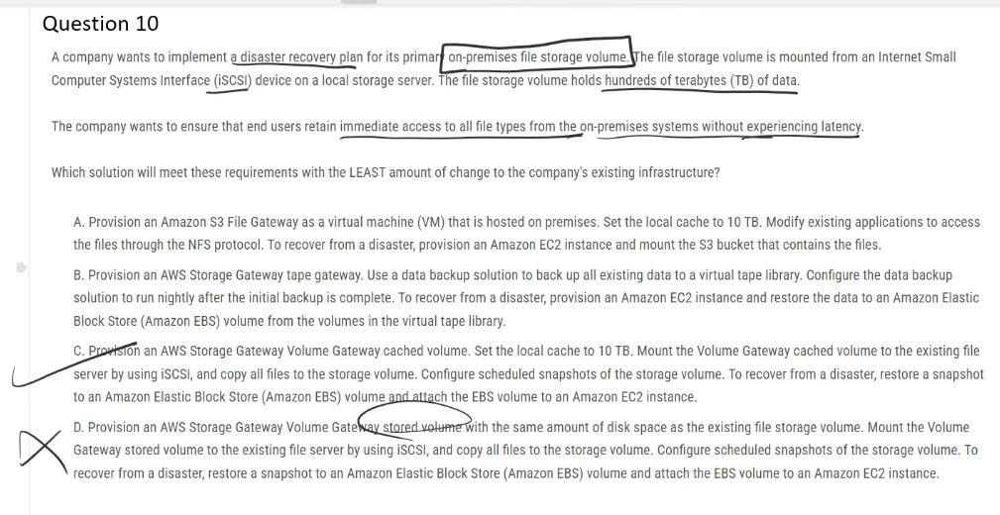 Question 10
A company wants to implement a disaster recovery plan for its primary on-premises file storage volume. The file storage volume is mounted from an Internet Small
Computer Systems Interface (iSCSI) device on a local storage server. The file storage volume holds hundreds of terabytes (TB) of data.
The company wants to ensure that end users retain immediate access to all file types from the on-premises systems without experiencing latency.
Which solution will meet these requirements with the LEAST amount of change to the company's existing infrastructure?
A. Provision an Amazon S3 File Gateway as a virtual machine (VM) that is hosted on premises. Set the local cache to 10 TB. Modify existing applications to access
the files through the NFS protocol. To recover from a disaster, provision an Amazon EC2 instance and mount the S3 bucket that contains the files.
B. Provision an AWS Storage Gateway tape gateway. Use a data backup solution to back up all existing data to a virtual tape library. Configure the data backup
solution to run nightly after the initial backup is complete. To recover from a disaster, provision an Amazon EC2 instance and restore the data to an Amazon Elastic
Block Store (Amazon EBS) volume from the volumes in the virtual tape library.
C. Provision an AWS Storage Gateway Volume Gateway cached volume. Set the local cache to 10 TB. Mount the Volume Gateway cached volume to the existing file
server by using iSCSI, and copy all files to the storage volume. Configure scheduled snapshots of the storage volume. To recover from a disaster, restore a snapshot
to an Amazon Elastic Block Store (Amazon EBS) volume and attach the EBS volume to an Amazon EC2 instance.
D. Provision an AWS Storage Gateway Volume Gateway stored volume with the same amount of disk space as the existing file storage volume. Mount the Volume
Gateway stored volume to the existing file server by using iSCSI, and copy all files to the storage volume. Configure scheduled snapshots of the storage volume. To
recover from a disaster, restore a snapshot to an Amazon Elastic Block Store (Amazon EBS) volume and attach the EBS volume to an Amazon EC2 instance.